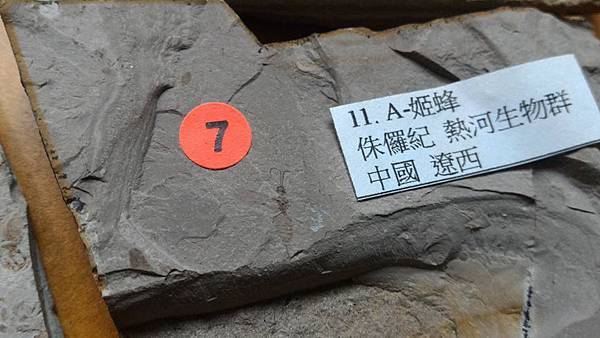 7
11. A-姬蜂
侏儸紀 熱河生物群
中國 遼西